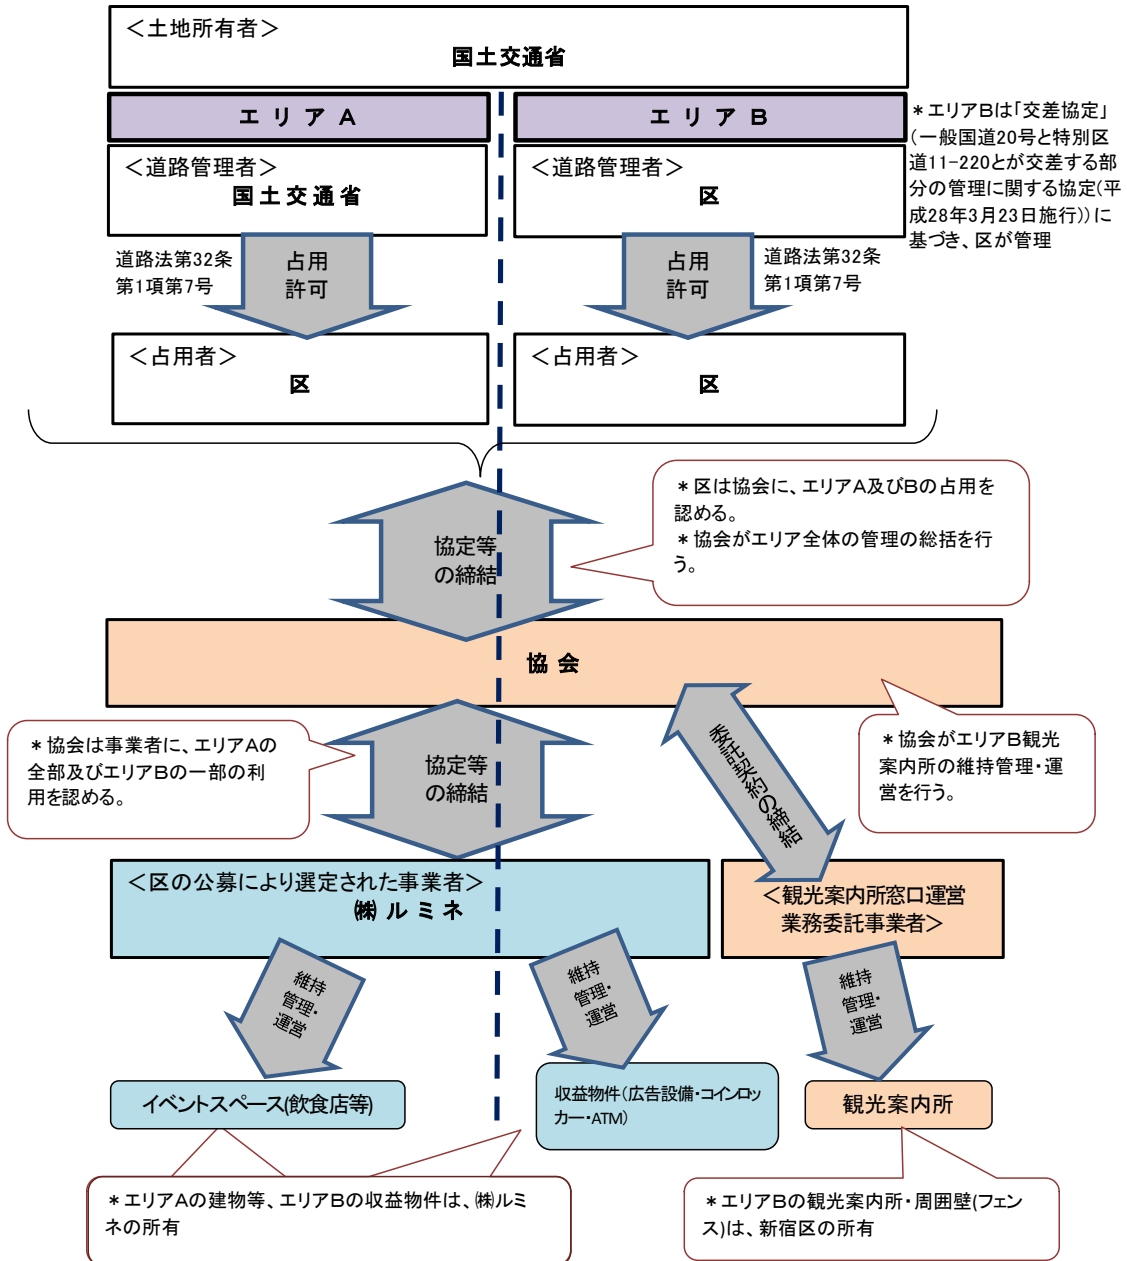 ＜土地所有者＞
国土交通省
エリアＡ
エリアＢ
＊エリアＢは「交差協定」
（一般国道20号と特別区
道11-220とが交差する部
分の管理に関する協定(平
成28年3月23日施行))に
基づき、区が管理
＜道路管理者＞
国土交通省
＜道路管理者＞
区
道路法第32条
第1項第7号
占用
許可
占用
許可
道路法第32条
第1項第7号
＜占用者＞
区
＜占用者＞
区
協定等
の締結
＊区は協会に、エリアＡ及びＢの占用を
認める。
＊協会がエリア全体の管理の総括を行
う。
協会
＊協会は事業者に、エリアＡの
全部及びエリアＢの一部の利
用を認める。
協定等
の締結
委託契約の締結
＊協会がエリアＢ観光
案内所の維持管理・運
営を行う。
＜区の公募により選定された事業者＞
㈱ルミネ
＜観光案内所窓口運営
業務委託事業者＞
維持
管理・
運営
維持
管理・
運営
維持
管理・
運営
イベントスペース(飲食店等)
収益物件（広告設備・コインロッ
カー・ATM）
観光案内所
＊エリアＡの建物等、エリアＢの収益物件は、㈱ルミ
ネの所有
＊エリアＢの観光案内所・周囲壁(フェン
ス)は、新宿区の所有